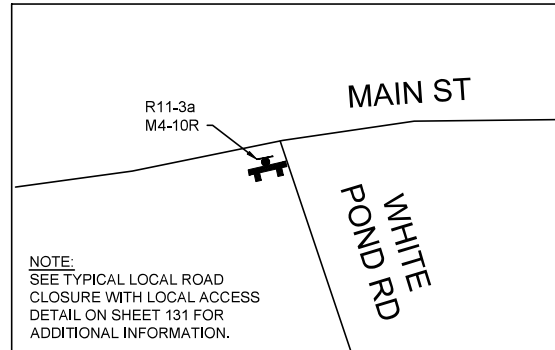 MAIN ST
R11-3a
M4-10R
WHITE
POND RD
NOTE:
SEE TYPICAL LOCAL ROAD
CLOSURE WITH LOCAL ACCESS
DETAIL ON SHEET 131 FOR
ADDITIONAL INFORMATION.